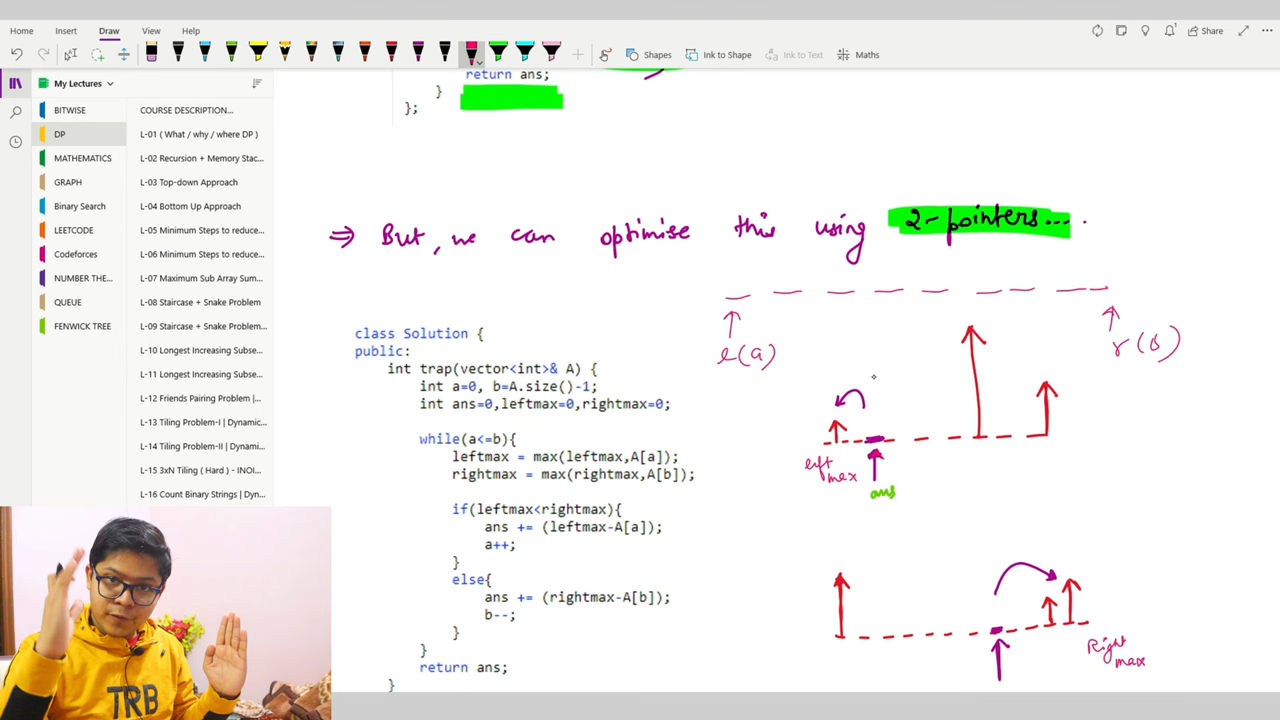 Home Insert Draw View Help
Share
Shapes Ink to Shape Ink to Text Maths
My Lectures
BITWISE
DP
MATHEMATICS
GRAPH
Binary Search
LEETCODE
Codeforces
NUMBER THE...
QUEUE
FENWICK TREE
COURSE DESCRIPTION...
L-01 ( What / why / where DP )
L-02 Recursion + Memory Stac...
L-03 Top-down Approach
L-04 Bottom Up Approach
L-05 Minimum Steps to reduce...
L-06 Minimum Steps to reduce...
L-07 Maximum Sub Array Sum...
L-08 Staircase + Snake Problem
L-09 Staircase + Snake Problem...
L-10 Longest Increasing Subse...
L-11 Longest Increasing Subse...
L-12 Friends Pairing Problem |...
L-13 Tiling Problem-I | Dynamic...
L-14 Tiling Problem-II | Dynami...
L-15 3xN Tiling ( Hard ) - INOI...
L-16 Count Binary Strings | Dyn...
return ans;
}
};
⇒ But, we can optimise this using 2-pointers... .
l(a)
r(b)
class Solution {
public:
int trap(vector<int>& A) {
int a=0, b=A.size()-1;
int ans=0,leftmax=0,rightmax=0;
while(a<=b){
leftmax = max(leftmax,A[a]);
rightmax = max(rightmax,A[b]);
if(leftmax<rightmax){
ans += (leftmax-A[a]);
a++;
}
else{
ans += (rightmax-A[b]);
b--;
}
}
return ans;
}
left
max
ans
Right
max
TRB